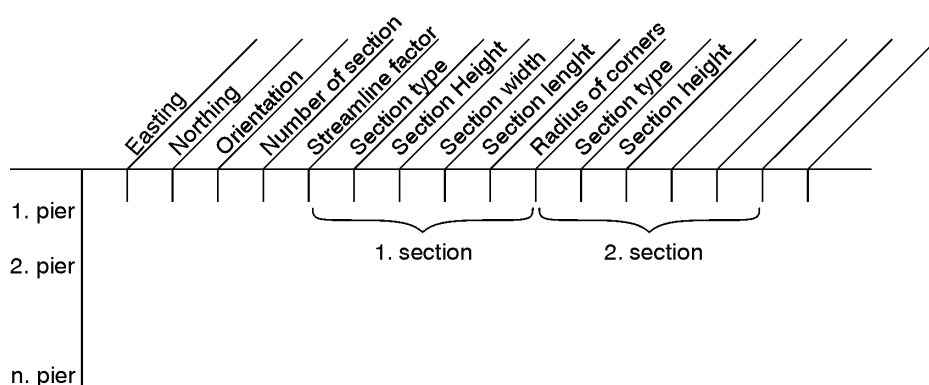 Easting
Northing
Orientation
Number of section
Streamline factor
Section type
Section Height
Section width
Section lenght
Radius of corners
Section type
Section height
1. pier
1. section
2. section
2. pier
n. pier